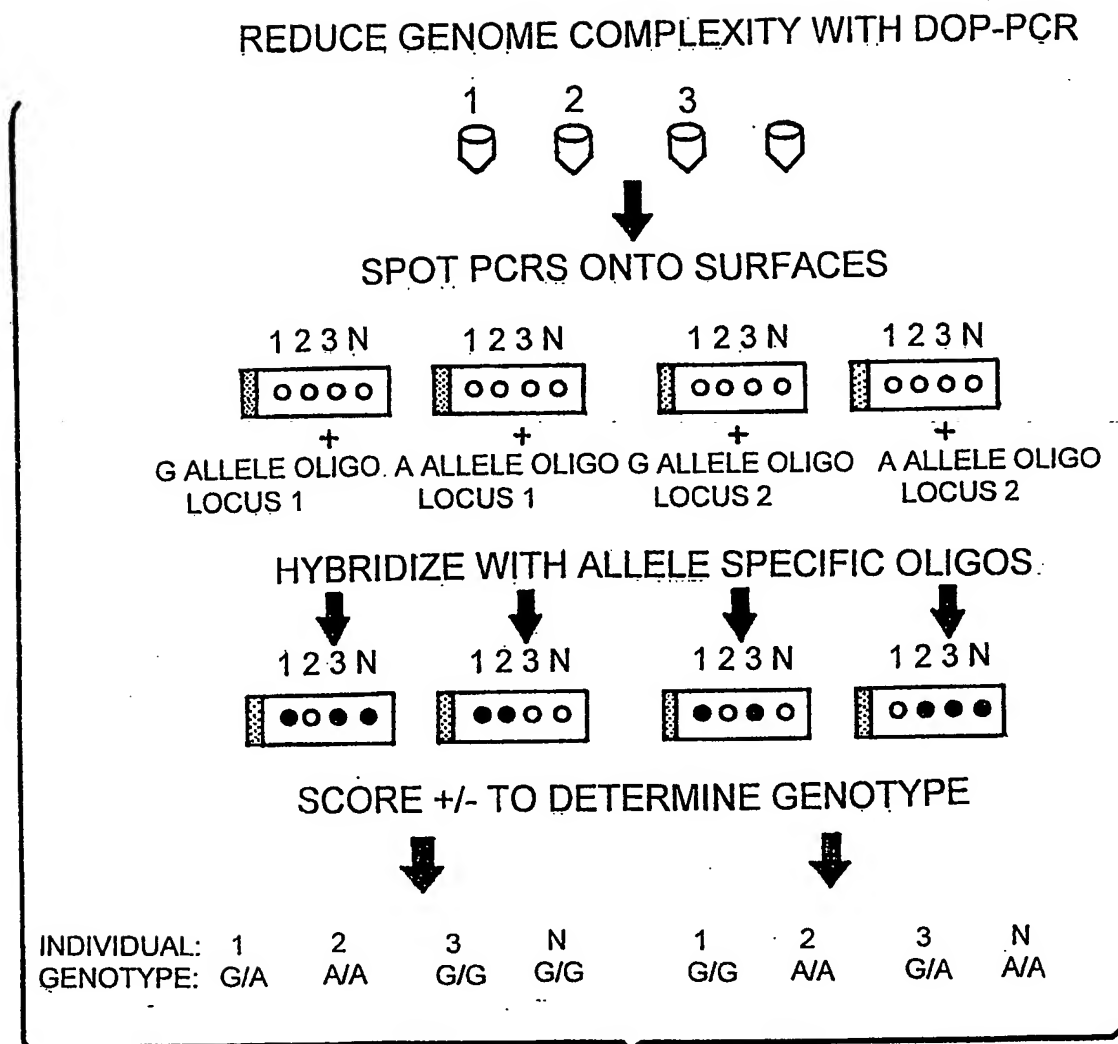 REDUCE GENOME COMPLEXITY WITH DOP-PCR
1 2 3
SPOT PCRS ONTO SURFACES
1 2 3 N 1 2 3 N 1 2 3 N 1 2 3 N
+ + + +
G ALLELE OLIGO. A ALLELE OLIGO G ALLELE OLIGO A ALLELE OLIGO
LOCUS 1 LOCUS 1 LOCUS 2 LOCUS 2
HYBRIDIZE WITH ALLELE SPECIFIC OLIGOS.
1 2 3 N 1 2 3 N 1 2 3 N 1 2 3 N
SCORE +/- TO DETERMINE GENOTYPE
INDIVIDUAL: 1 2 3 N 1 2 3 N
GENOTYPE: G/A A/A G/G G/G G/G A/A G/A A/A